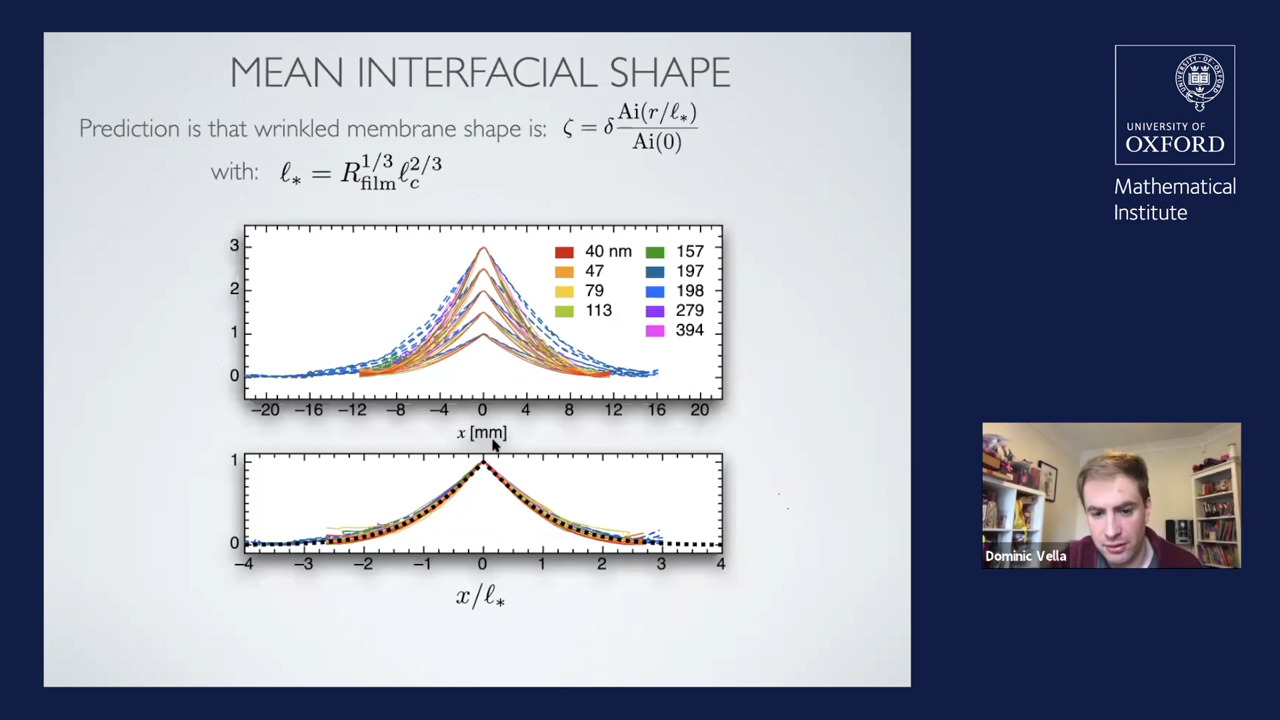 MEAN INTERFACIAL SHAPE
Prediction is that wrinkled membrane shape is: ζ = δ Ai(r/ℓ*) / Ai(0)
with: ℓ* = R_film^1/3 ℓ_c^2/3
3
2
1
0
40 nm
47
79
113
157
197
198
279
394
−20 −16 −12 −8 −4 0 4 8 12 16 20
x [mm]
1
0
−4 −3 −2 −1 0 1 2 3 4
x/ℓ*
UNIVERSITY OF
OXFORD
Mathematical
Institute
Dominic Vella